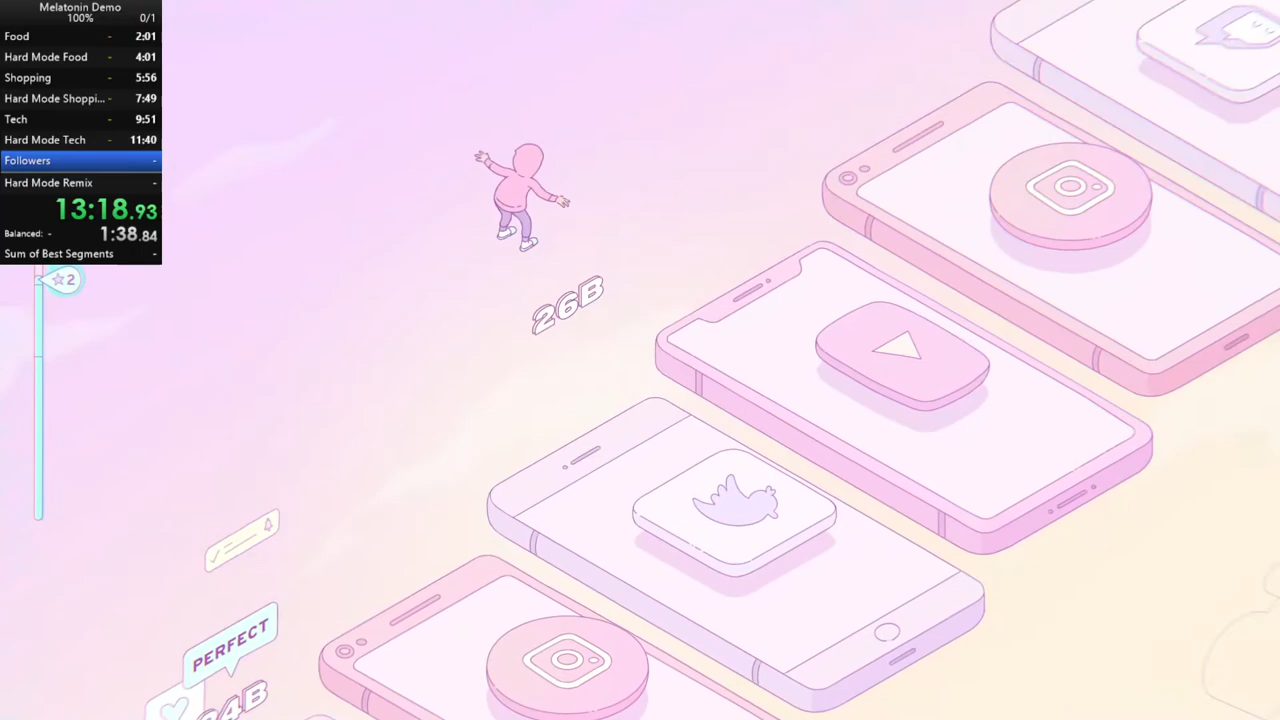 Melatonin Demo
100% 0/1
Food - 2:01
Hard Mode Food - 4:01
Shopping - 5:56
Hard Mode Shoppi... - 7:49
Tech - 9:51
Hard Mode Tech - 11:40
Followers -
Hard Mode Remix -
13:18.93
Balanced: - 1:38.84
Sum of Best Segments -
2
26B
PERFECT